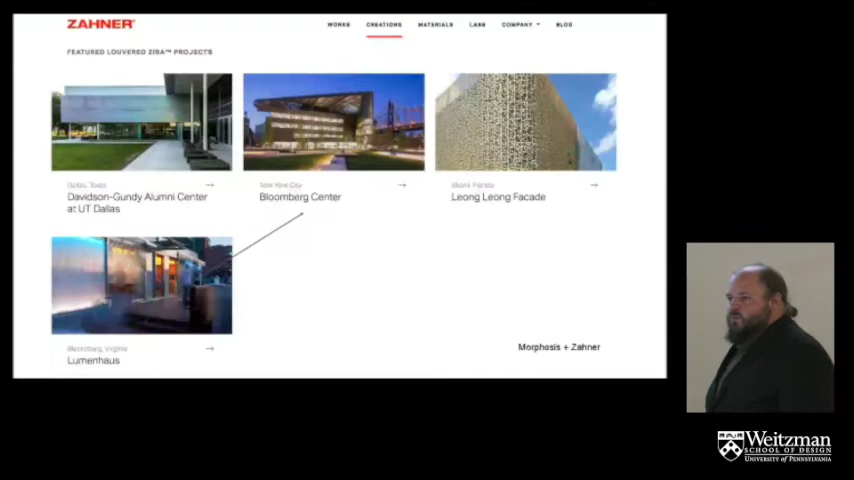 ZAHNER
WORKS CREATIONS MATERIALS LABS COMPANY BLOG
FEATURED LOUVERED ZIRA™ PROJECTS
Dallas, Texas
Davidson-Gundy Alumni Center
at UT Dallas
New York City
Bloomberg Center
Miami, Florida
Leong Leong Facade
Blacksburg, Virginia
Lumenhaus
Morphosis + Zahner
Weitzman
SCHOOL OF DESIGN
UNIVERSITY OF PENNSYLVANIA